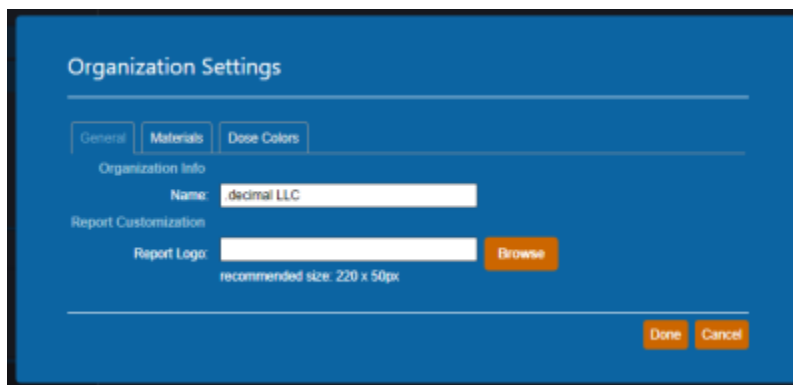 Organization Settings
General Materials Dose Colors
Organization Info
Name: .decimal LLC
Report Customization
Report Logo: Browse
recommended size: 220 x 50px
Done Cancel